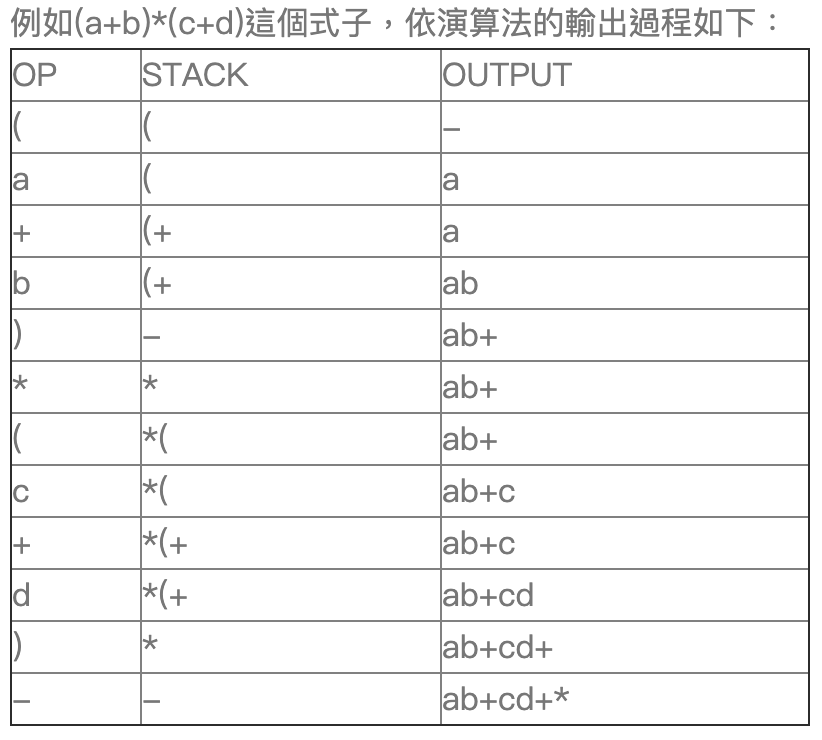 例如(a+b)*(c+d)這個式子，依演算法的輸出過程如下：
OP STACK OUTPUT
( ( –
a ( a
+ (+ a
b (+ ab
) – ab+
* * ab+
( *( ab+
c *( ab+c
+ *(+ ab+c
d *(+ ab+cd
) * ab+cd+
– – ab+cd+*